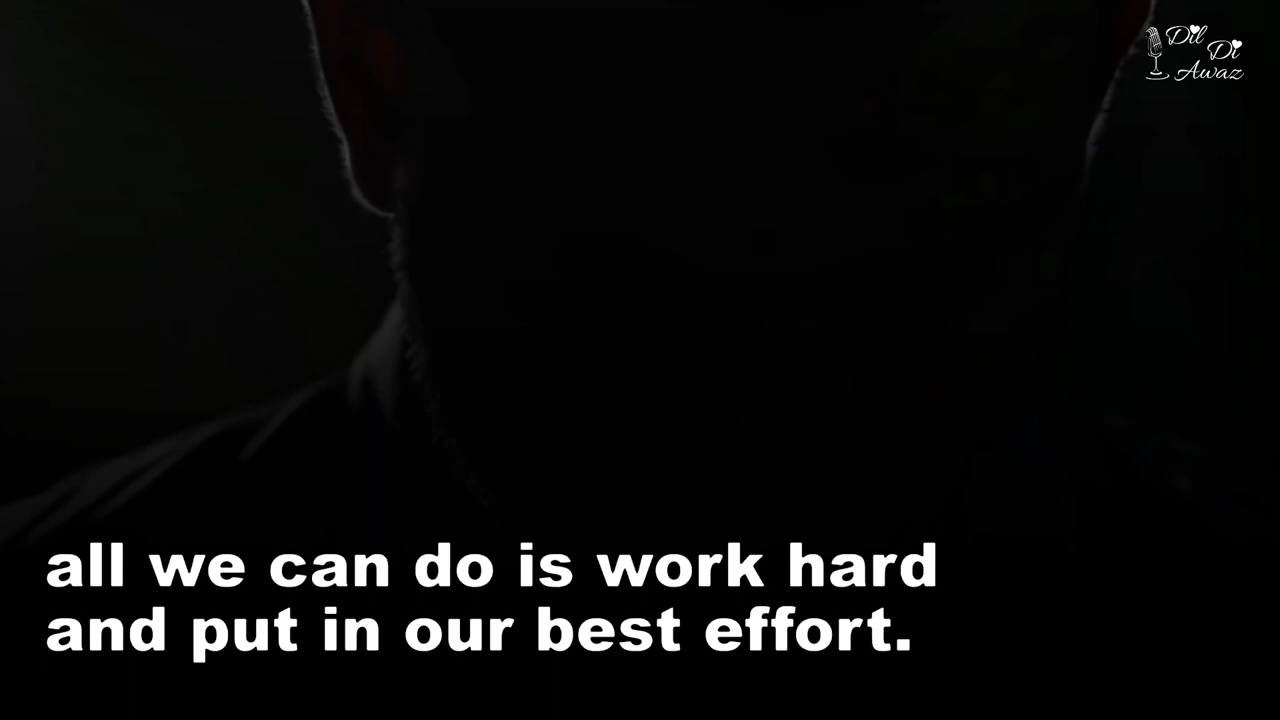 Dil
Di
Awaz
all we can do is work hard
and put in our best effort.